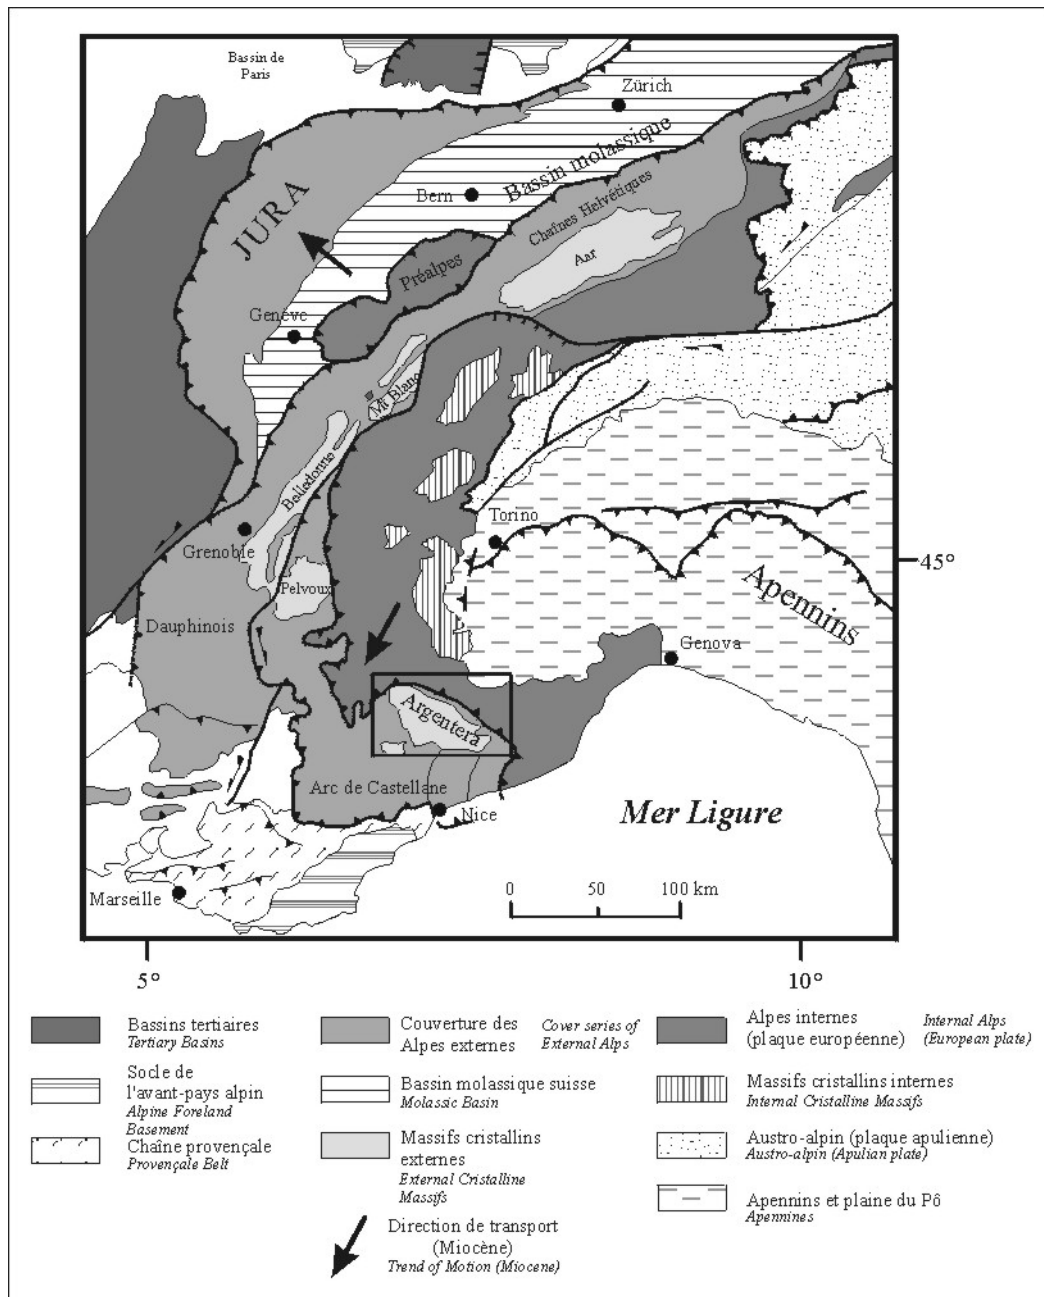 Bassin de
Paris
Zürich
Bassin molassique
Bern
JURA
Chaînes Helvétiques
Aar
Préalpes
Genève
Mt Blanc
Belledonne
Torino
Grenoble
45°
Pelvoux
Apennins
Dauphinois
Genova
Argentera
Arc de Castellane
Nice
Mer Ligure
Marseille
0 50 100 km
5° 10°
Bassins tertiaires
Tertiary Basins
Socle de
l'avant-pays alpin
Alpine Foreland
Basement
Chaîne provençale
Provençale Belt
Couverture des
Alpes externes
Cover series of
External Alps
Bassin molassique suisse
Molassic Basin
Massifs cristallins
externes
External Cristalline
Massifs
Direction de transport
(Miocène)
Trend of Motion (Miocene)
Alpes internes
(plaque européenne)
Internal Alps
(European plate)
Massifs cristallins internes
Internal Cristalline Massifs
Austro-alpin (plaque apulienne)
Austro-alpin (Apulian plate)
Apennins et plaine du Pô
Apennines